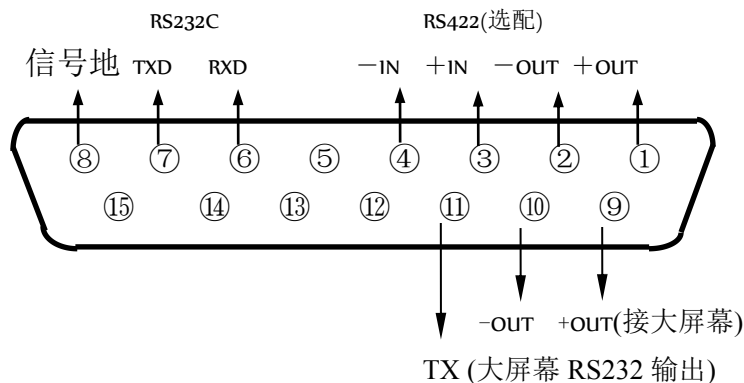 RS232C RS422(选配)
信号地 TXD RXD －IN ＋IN －OUT ＋OUT
⑧ ⑦ ⑥ ⑤ ④ ③ ② ①
⑮ ⑭ ⑬ ⑫ ⑪ ⑩ ⑨
-OUT +OUT(接大屏幕)
TX (大屏幕 RS232 输出)